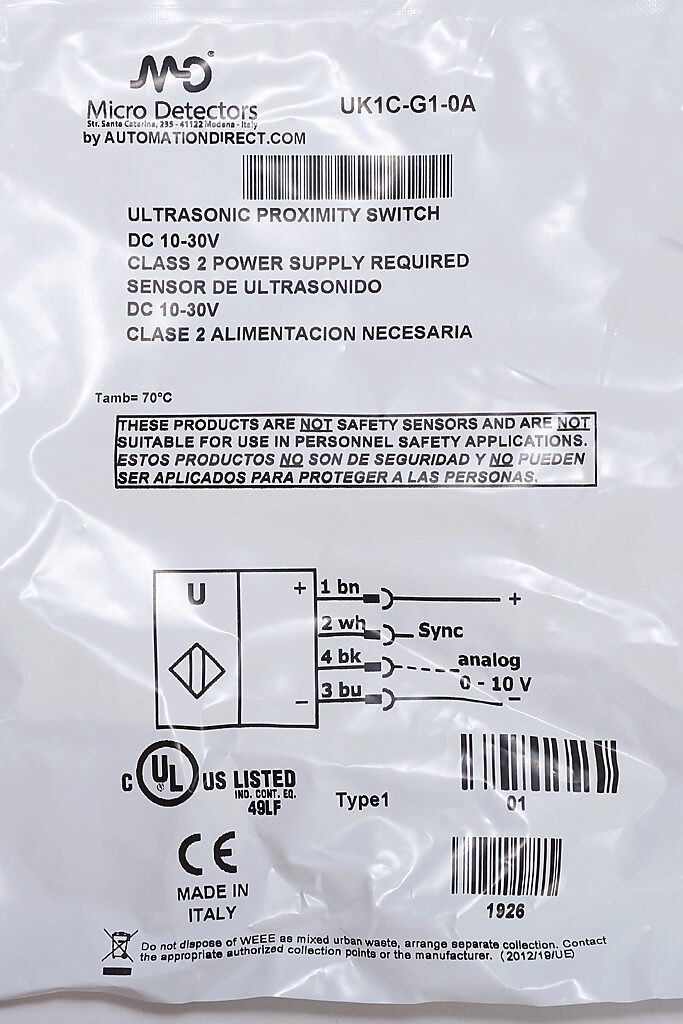 MD®
Micro Detectors
Str. Santa Caterina, 235 - 41122 Modena - Italy
by AUTOMATIONDIRECT.COM
UK1C-G1-0A
ULTRASONIC PROXIMITY SWITCH
DC 10-30V
CLASS 2 POWER SUPPLY REQUIRED
SENSOR DE ULTRASONIDO
DC 10-30V
CLASE 2 ALIMENTACION NECESARIA
Tamb= 70°C
THESE PRODUCTS ARE NOT SAFETY SENSORS AND ARE NOT
SUITABLE FOR USE IN PERSONNEL SAFETY APPLICATIONS.
ESTOS PRODUCTOS NO SON DE SEGURIDAD Y NO PUEDEN
SER APLICADOS PARA PROTEGER A LAS PERSONAS.
U + 1 bn +
2 wh Sync
4 bk analog
0 - 10 V
- 3 bu -
C UL® US LISTED
IND. CONT. EQ.
49LF
Type1
01
CE
MADE IN
ITALY
1926
Do not dispose of WEEE as mixed urban waste, arrange separate collection. Contact
the appropriate authorized collection points or the manufacturer. (2012/19/UE)